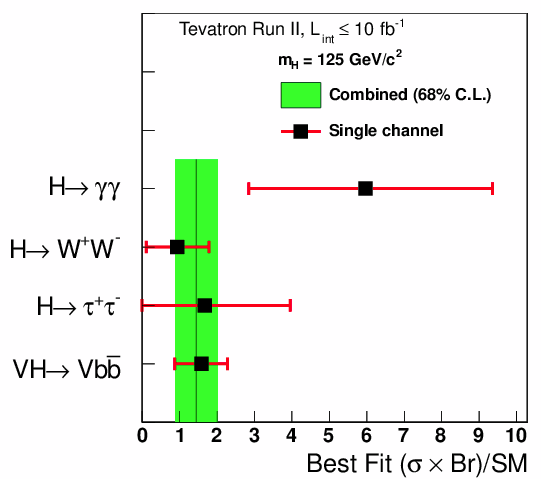 Tevatron Run II, L_int ≤ 10 fb⁻¹
m_H = 125 GeV/c²
Combined (68% C.L.)
Single channel
H→ γγ
H→ W⁺W⁻
H→ τ⁺τ⁻
VH→ Vbb̅
0 1 2 3 4 5 6 7 8 9 10
Best Fit (σ × Br)/SM